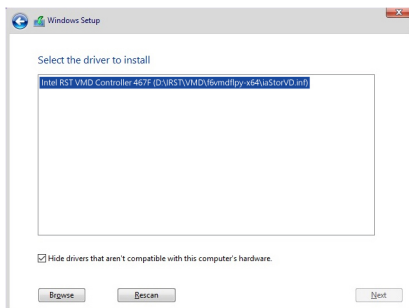 Windows Setup
Select the driver to install
Intel RST VMD Controller 467F (D:\IRST\VMD\f6vmdflpy-x64\iaStorVD.inf)
Hide drivers that aren't compatible with this computer's hardware.
Browse
Rescan
Next